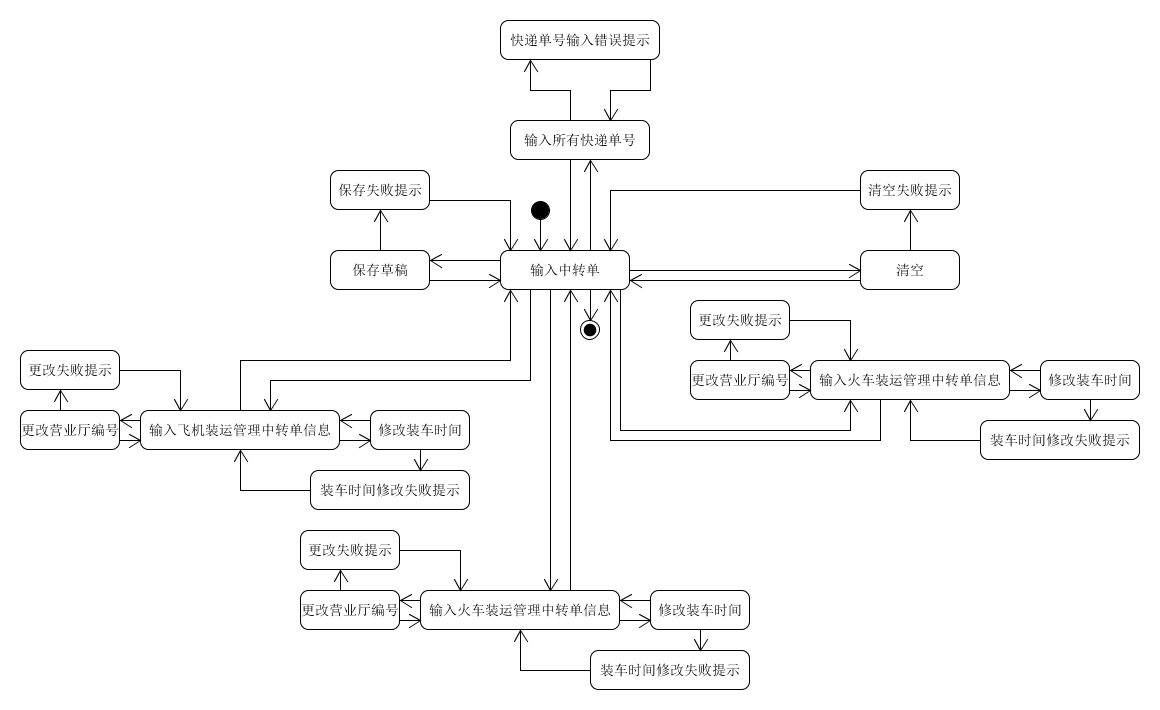 快递单号输入错误提示
输入所有快递单号
保存失败提示
清空失败提示
保存草稿
输入中转单
清空
更改失败提示
更改营业厅编号
输入火车装运管理中转单信息
修改装车时间
装车时间修改失败提示
更改失败提示
更改营业厅编号
输入飞机装运管理中转单信息
修改装车时间
装车时间修改失败提示
更改失败提示
更改营业厅编号
输入火车装运管理中转单信息
修改装车时间
装车时间修改失败提示